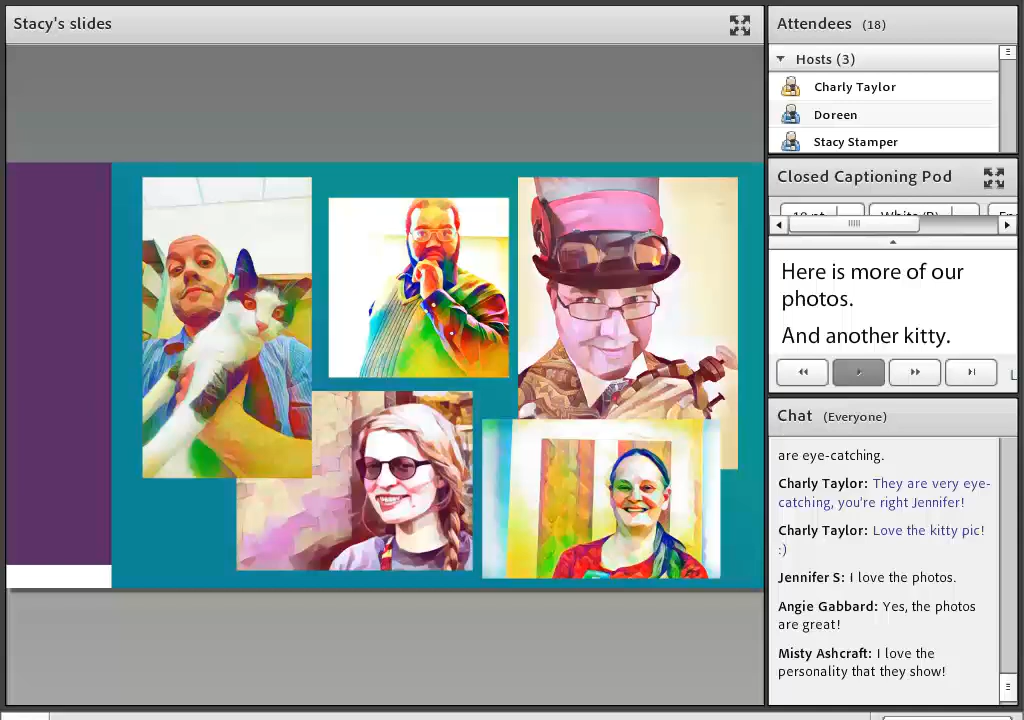 Stacy's slides
Attendees (18)
Hosts (3)
Charly Taylor
Doreen
Stacy Stamper
Closed Captioning Pod
Here is more of our
photos.
And another kitty.
Chat (Everyone)
are eye-catching.
Charly Taylor: They are very eye-
catching, you're right Jennifer!
Charly Taylor: Love the kitty pic!
:)
Jennifer S: I love the photos.
Angie Gabbard: Yes, the photos
are great!
Misty Ashcraft: I love the
personality that they show!